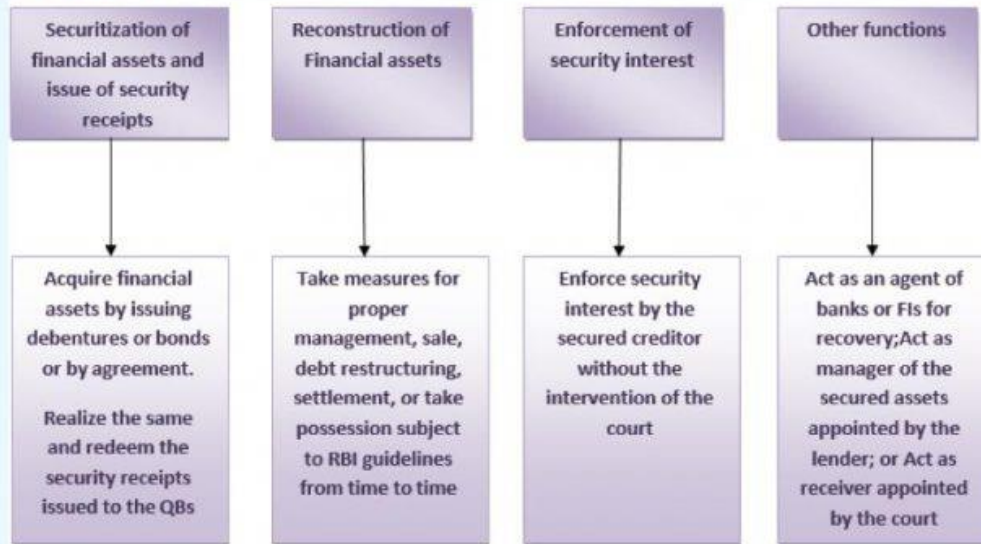 Securitization of
financial assets and
issue of security
receipts
Reconstruction of
Financial assets
Enforcement of
security interest
Other functions
Acquire financial
assets by issuing
debentures or bonds
or by agreement.
Realize the same
and redeem the
security receipts
issued to the QBs
Take measures for
proper
management, sale,
debt restructuring,
settlement, or take
possession subject
to RBI guidelines
from time to time
Enforce security
interest by the
secured creditor
without the
intervention of the
court
Act as an agent of
banks or FIs for
recovery;Act as
manager of the
secured assets
appointed by the
lender; or Act as
receiver appointed
by the court